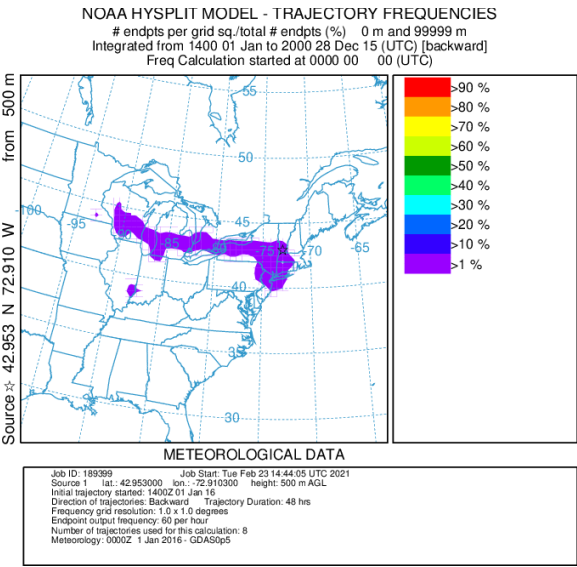 NOAA HYSPLIT MODEL - TRAJECTORY FREQUENCIES
# endpts per grid sq./total # endpts (%) 0 m and 99999 m
Integrated from 1400 01 Jan to 2000 28 Dec 15 (UTC) [backward]
Freq Calculation started at 0000 00 00 (UTC)
Source ☆ 42.953 N 72.910 W from 500 m
55
50
-100
-95
45
-85
-75
-70
-65
40
35
30
>90 %
>80 %
>70 %
>60 %
>50 %
>40 %
>30 %
>20 %
>10 %
>1 %
METEOROLOGICAL DATA
Job ID: 189399 Job Start: Tue Feb 23 14:44:05 UTC 2021
Source 1 lat.: 42.953000 lon.: -72.910300 height: 500 m AGL
Initial trajectory started: 1400Z 01 Jan 16
Direction of trajectories: Backward Trajectory Duration: 48 hrs
Frequency grid resolution: 1.0 x 1.0 degrees
Endpoint output frequency: 60 per hour
Number of trajectories used for this calculation: 8
Meteorology: 0000Z 1 Jan 2016 - GDAS0p5